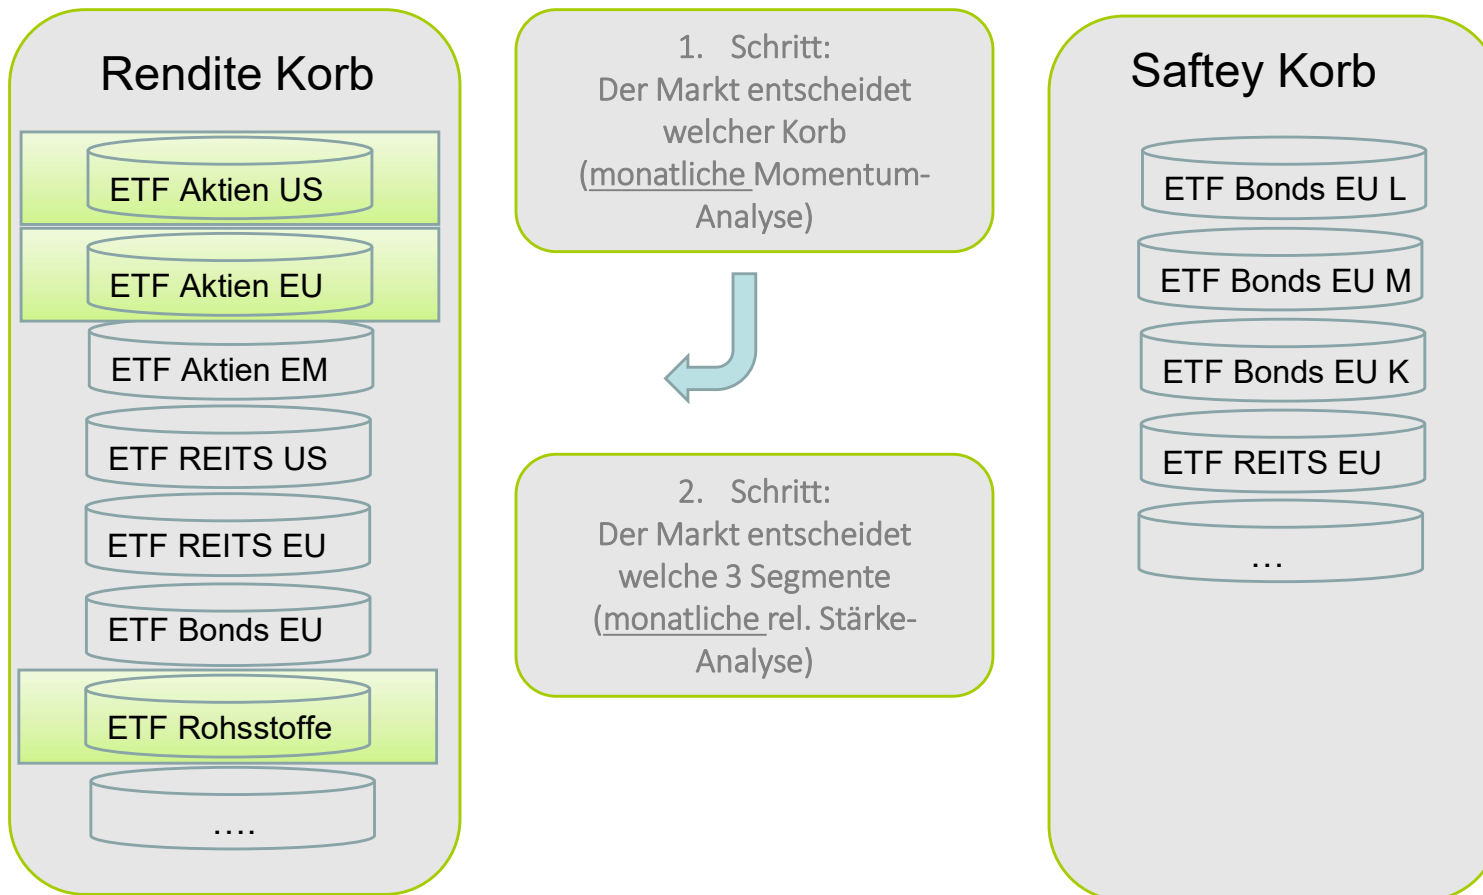 Rendite Korb
ETF Aktien US
ETF Aktien EU
ETF Aktien EM
ETF REITS US
ETF REITS EU
ETF Bonds EU
ETF Rohsstoffe
....
1. Schritt:
Der Markt entscheidet
welcher Korb
(monatliche Momentum-
Analyse)
2. Schritt:
Der Markt entscheidet
welche 3 Segmente
(monatliche rel. Stärke-
Analyse)
Saftey Korb
ETF Bonds EU L
ETF Bonds EU M
ETF Bonds EU K
ETF REITS EU
...